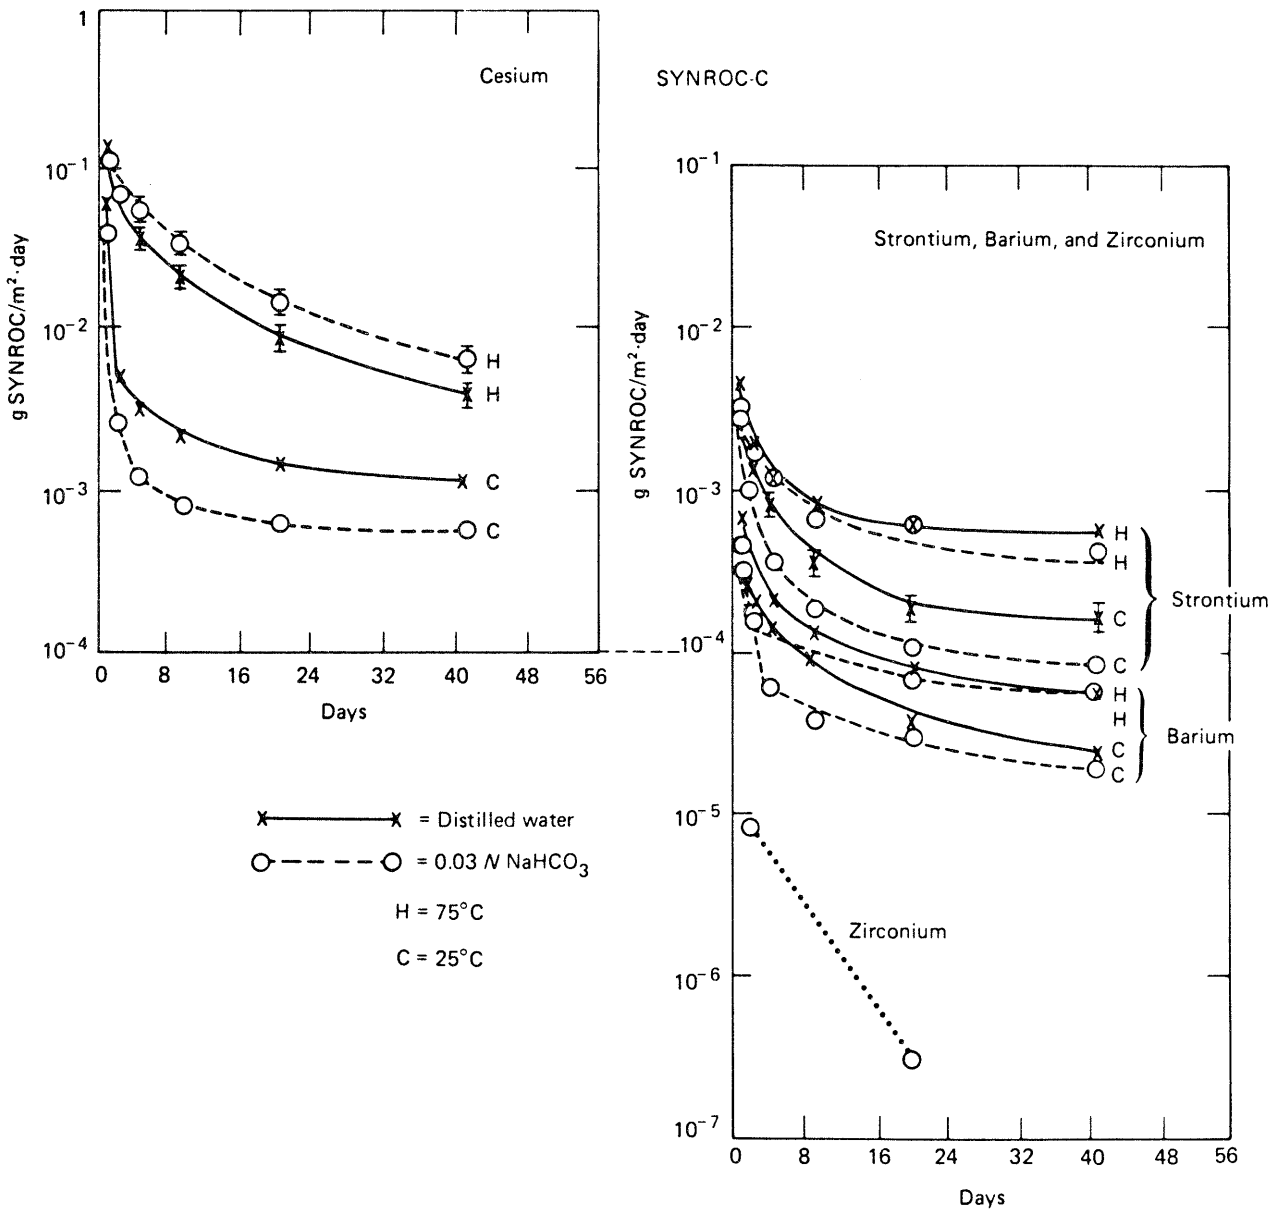 SYNROC-C
Cesium
g SYNROC/m²·day
1
10⁻¹
10⁻²
10⁻³
10⁻⁴
0 8 16 24 32 40 48 56
Days
H
H
C
C
x——x = Distilled water
O— — —O = 0.03 N NaHCO₃
H = 75°C
C = 25°C
Strontium, Barium, and Zirconium
g SYNROC/m²·day
10⁻¹
10⁻²
10⁻³
10⁻⁴
10⁻⁵
10⁻⁶
10⁻⁷
H
H
C
C
Strontium
H
H
C
C
Barium
Zirconium
0 8 16 24 32 40 48 56
Days